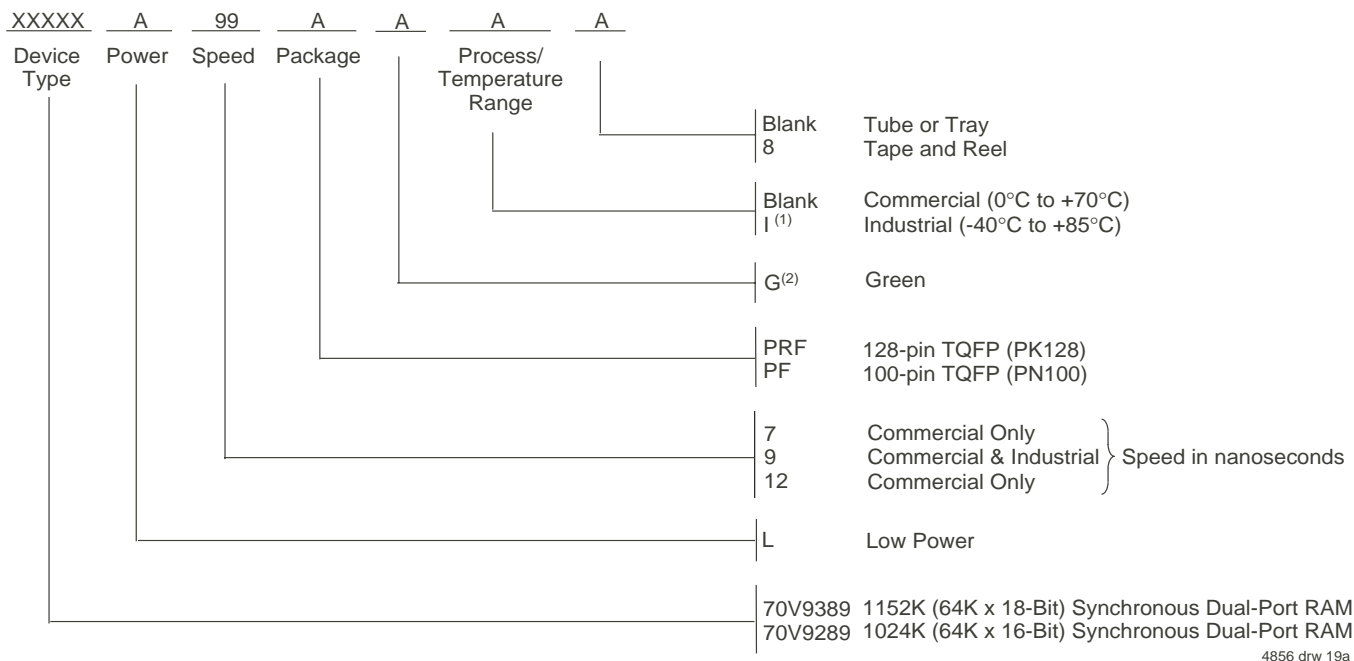 XXXXX A 99 A A A A
Device Type Power Speed Package Process/ Temperature Range
Blank Tube or Tray
8 Tape and Reel
Blank Commercial (0°C to +70°C)
I (1) Industrial (-40°C to +85°C)
G(2) Green
PRF 128-pin TQFP (PK128)
PF 100-pin TQFP (PN100)
7 Commercial Only
9 Commercial & Industrial Speed in nanoseconds
12 Commercial Only
L Low Power
70V9389 1152K (64K x 18-Bit) Synchronous Dual-Port RAM
70V9289 1024K (64K x 16-Bit) Synchronous Dual-Port RAM
4856 drw 19a